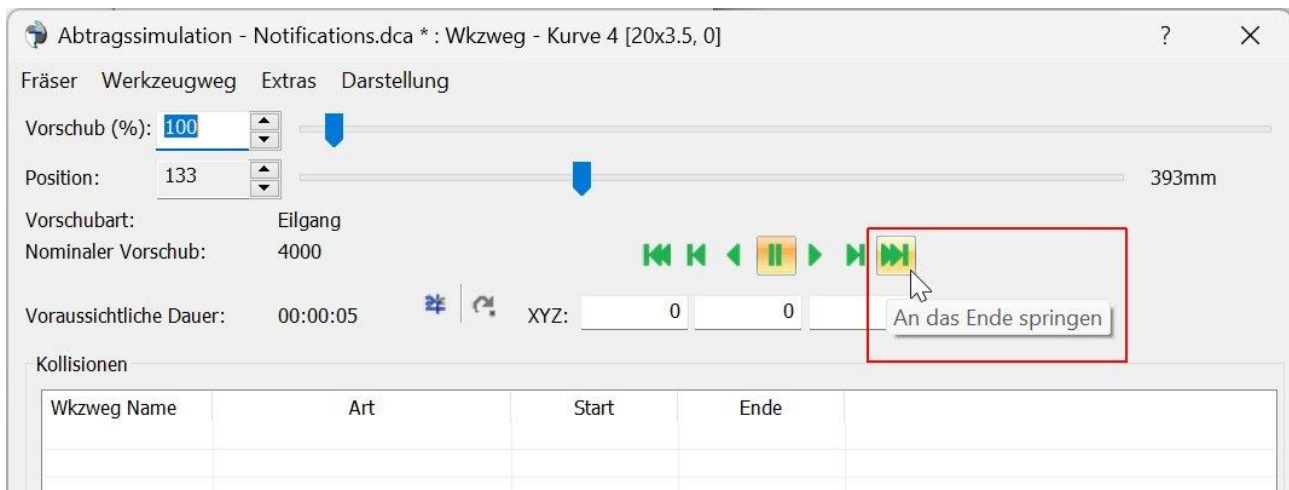 Abtragssimulation - Notifications.dca * : Wkzweg - Kurve 4 [20x3.5, 0] ?
Fräser Werkzeugweg Extras Darstellung
Vorschub (%): 100
Position: 133 393mm
Vorschubart: Eilgang
Nominaler Vorschub: 4000
Voraussichtliche Dauer: 00:00:05 XYZ: 0 0
An das Ende springen
Kollisionen
Wkzweg Name Art Start Ende